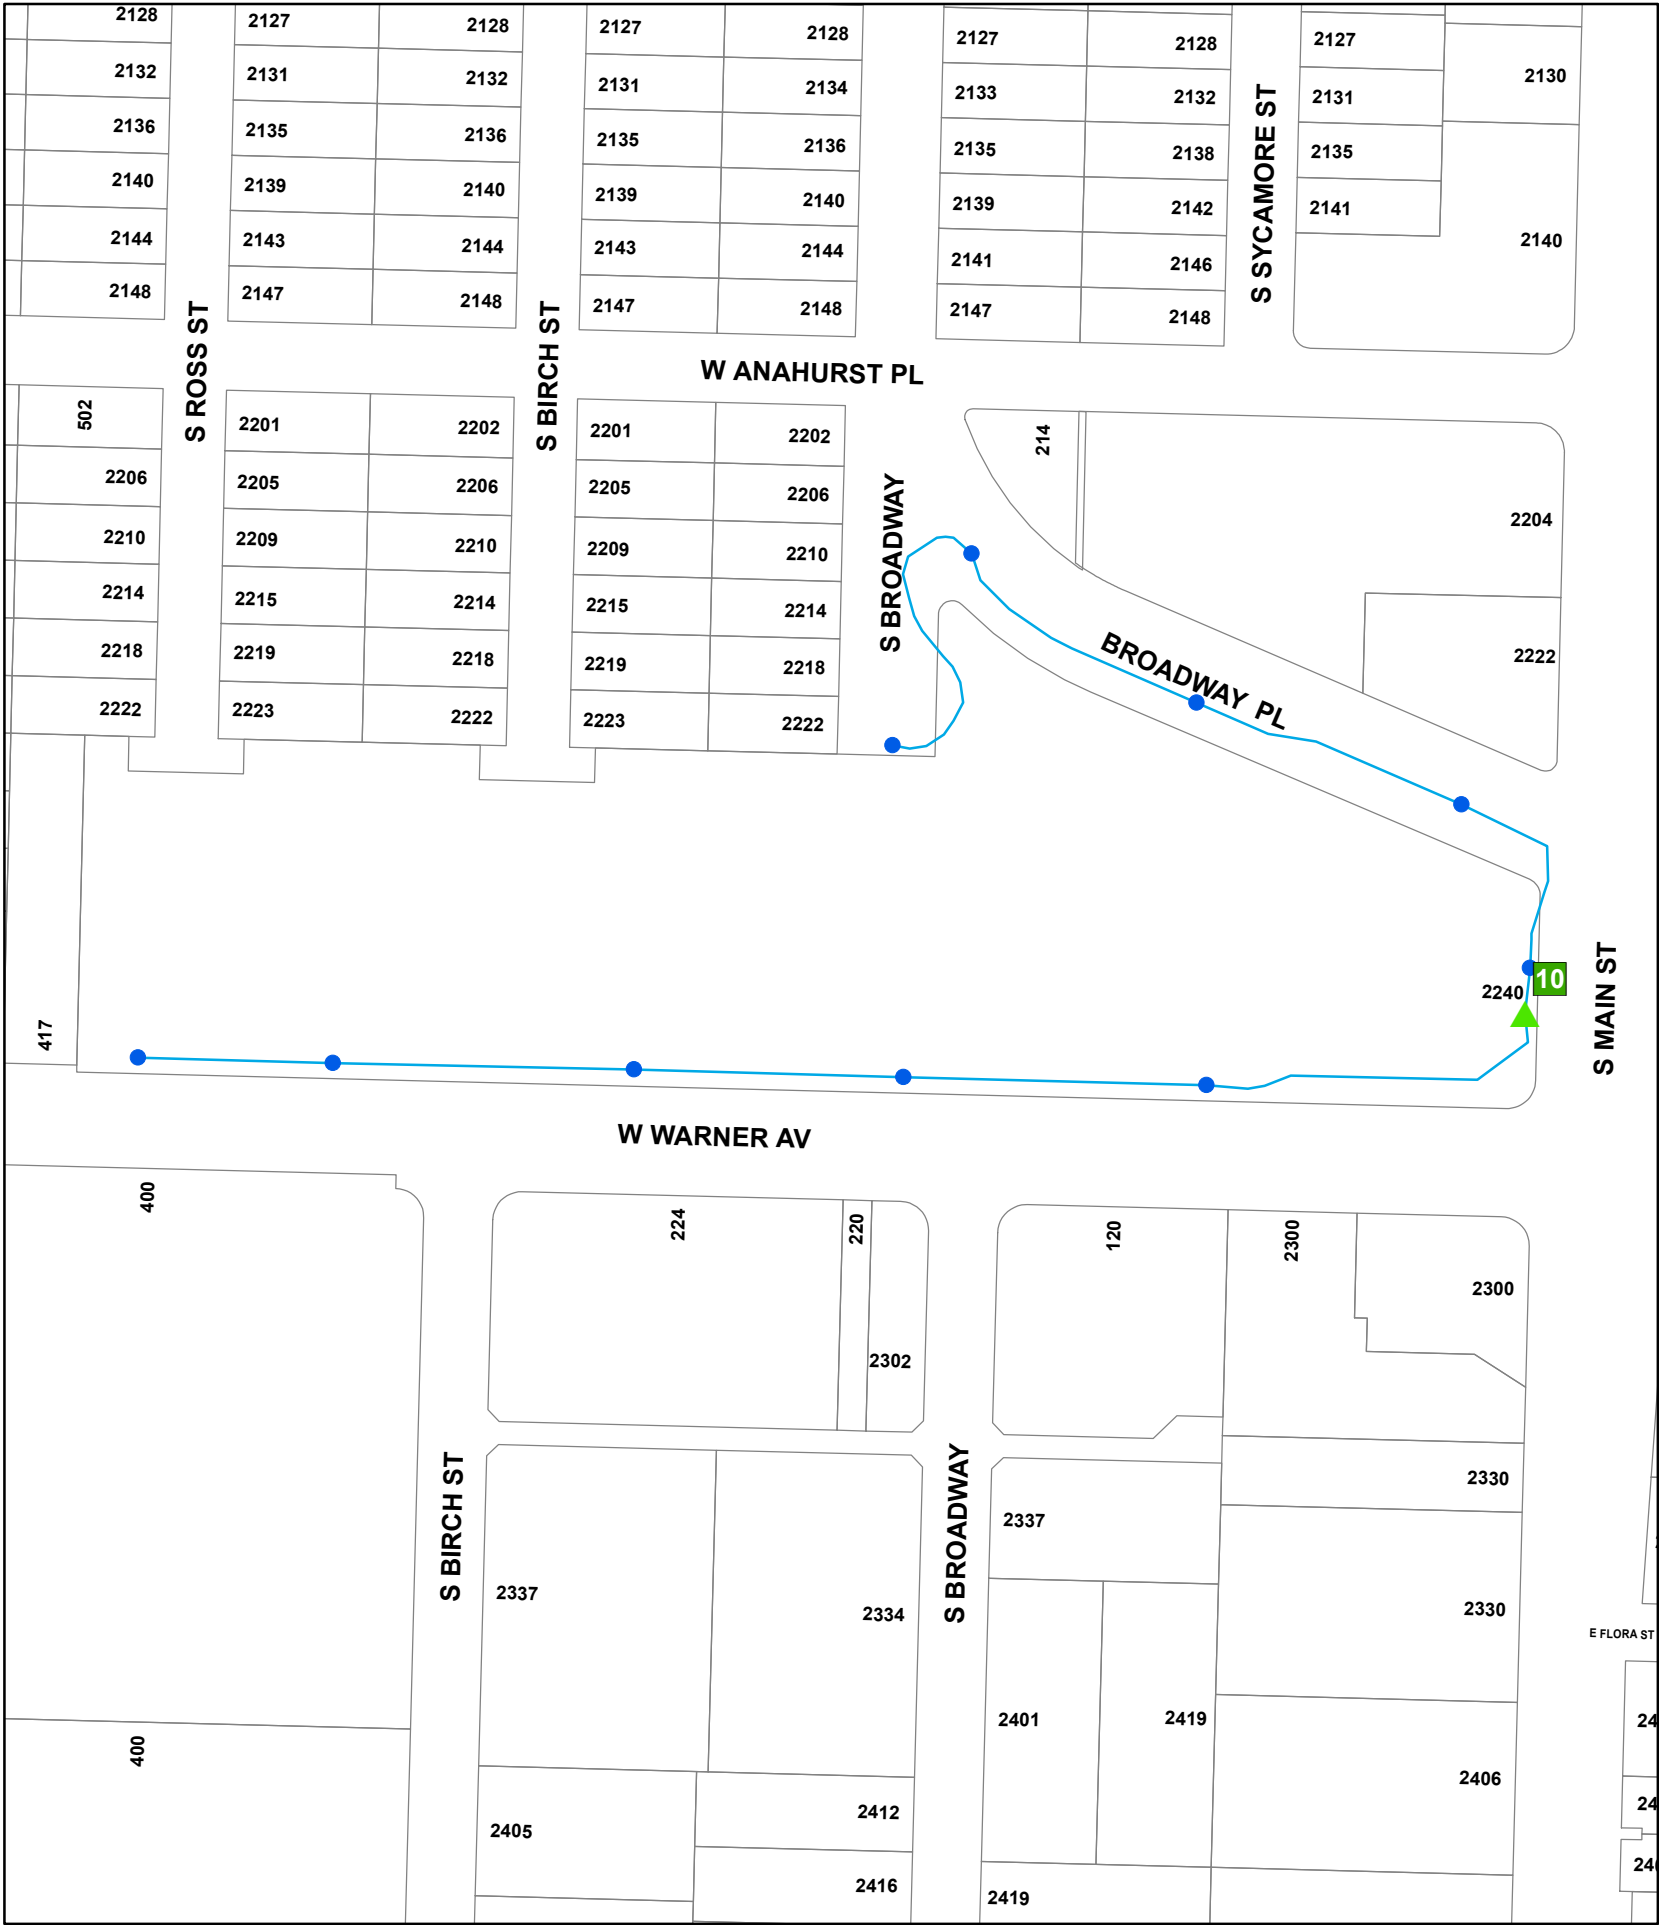 2128 2127 2128 2127 2128 2127 2128 2127
2132 2131 2132 2131 2134 2133 2132 2131 2130
2136 2135 2136 2135 2136 2135 2138 2135
2140 2139 2140 2139 2140 2139 2142 2141
2144 2143 2144 2143 2144 2141 2146 2140
2148 2147 2148 2147 2148 2147 2148
S SYCAMORE ST
S ROSS ST
S BIRCH ST
W ANAHURST PL
502 2201 2202 2201 2202 214
2206 2205 2206 2205 2206 2204
2210 2209 2210 2209 2210
2214 2215 2214 2215 2214
2218 2219 2218 2219 2218 2222
2222 2223 2222 2223 2222
S BROADWAY
BROADWAY PL
10
2240
S MAIN ST
417
W WARNER AV
400 224 220 120 2300
2300
2302
S BIRCH ST
S BROADWAY
2330
2337
2337 2334 2330
E FLORA ST
2401 2419
400 2406
2412
2405
2416 2419